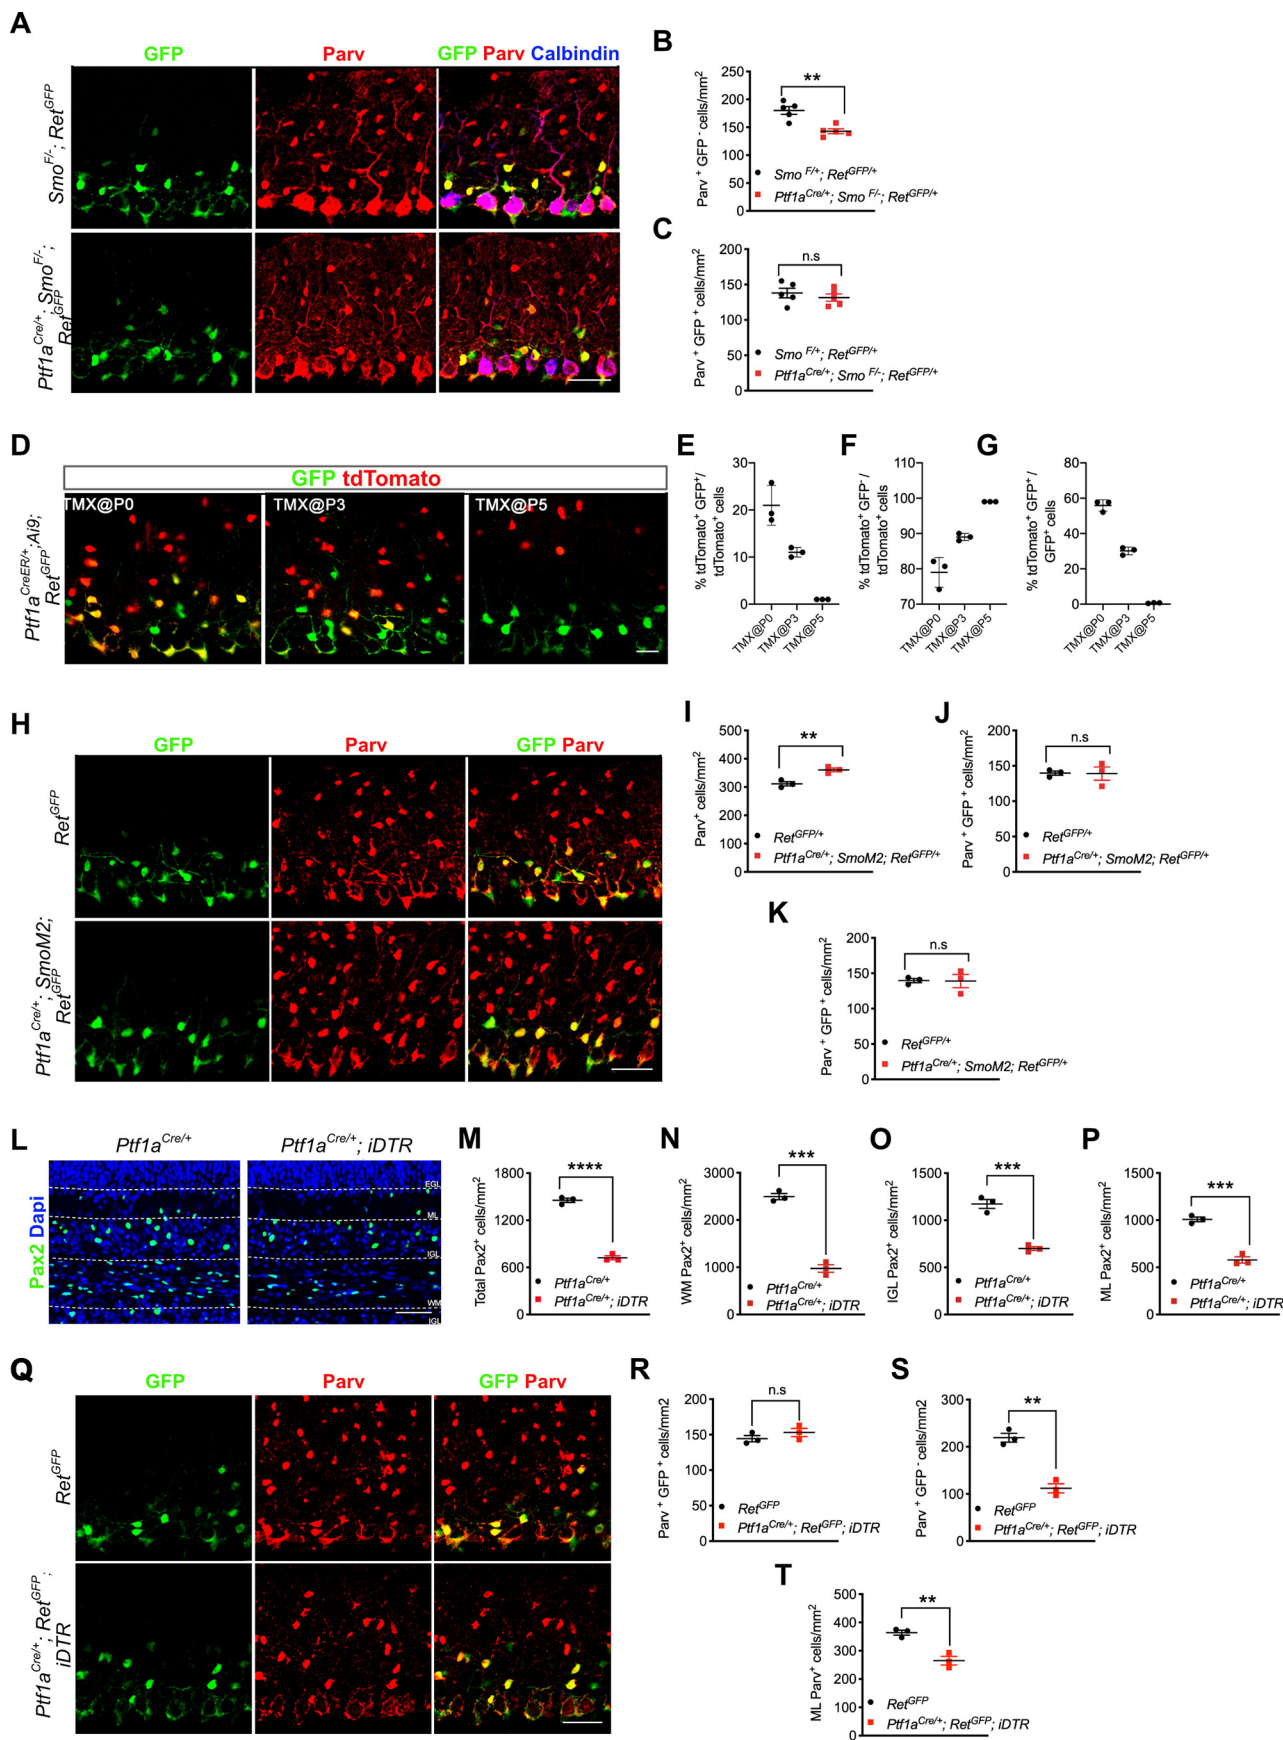 A
GFP
Parv
GFP Parv Calbindin
Smo F/-; Ret GFP
Ptf1a Cre/+; Smo F/-;
Ret GFP
B
250
200
150
100
50
0
Parv + GFP - cells/mm2
**
Smo F/+; Ret GFP/+
Ptf1a Cre/+; Smo F/-; Ret GFP/+
C
200
150
100
50
0
Parv + GFP + cells/mm2
n.s
Smo F/+; Ret GFP/+
Ptf1a Cre/+; Smo F/-; Ret GFP/+
D
GFP tdTomato
TMX@P0
TMX@P3
TMX@P5
Ptf1a CreER/+; Ai9;
Ret GFP
E
30
20
10
0
% tdTomato+ GFP+/
tdTomato+ cells
TMX@P0
TMX@P3
TMX@P5
F
110
100
90
80
70
% tdTomato+ GFP-/
tdTomato+ cells
TMX@P0
TMX@P3
TMX@P5
G
80
60
40
20
0
% tdTomato+ GFP+/
GFP+ cells
TMX@P0
TMX@P3
TMX@P5
H
GFP
Parv
GFP Parv
Ret GFP
Ptf1a Cre/+; SmoM2;
Ret GFP
I
500
400
300
200
100
0
Parv+ cells/mm2
**
Ret GFP/+
Ptf1a Cre/+; SmoM2; Ret GFP/+
J
200
150
100
50
0
Parv + GFP + cells/mm2
n.s
Ret GFP/+
Ptf1a Cre/+; SmoM2; Ret GFP/+
K
200
150
100
50
0
Parv + GFP + cells/mm2
n.s
Ret GFP/+
Ptf1a Cre/+; SmoM2; Ret GFP/+
L
Ptf1a Cre/+
Ptf1a Cre/+; iDTR
Pax2 Dapi
EGL
ML
IGL
WM
IGL
M
1800
1200
600
0
Total Pax2+ cells/mm2
****
Ptf1a Cre/+
Ptf1a Cre/+; iDTR
N
3000
2000
1000
0
WM Pax2+ cells/mm2
***
Ptf1a Cre/+
Ptf1a Cre/+; iDTR
O
1500
1000
500
0
IGL Pax2+ cells/mm2
***
Ptf1a Cre/+
Ptf1a Cre/+; iDTR
P
1500
1000
500
0
ML Pax2+ cells/mm2
***
Ptf1a Cre/+
Ptf1a Cre/+; iDTR
Q
GFP
Parv
GFP Parv
Ret GFP
Ptf1a Cre/+; Ret GFP;
iDTR
R
200
150
100
50
0
Parv + GFP + cells/mm2
n.s
Ret GFP
Ptf1a Cre/+; Ret GFP; iDTR
S
300
200
100
0
Parv + GFP - cells/mm2
**
Ret GFP
Ptf1a Cre/+; Ret GFP; iDTR
T
500
400
300
200
100
0
ML Parv+ cells/mm2
**
Ret GFP
Ptf1a Cre/+; Ret GFP; iDTR